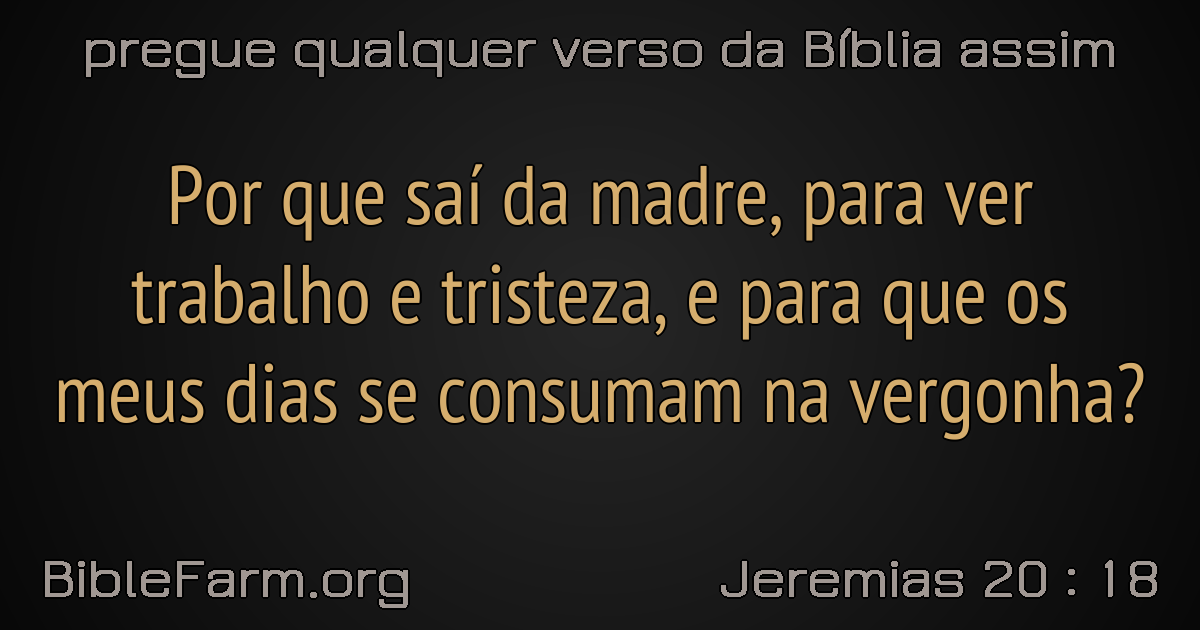 pregue qualquer verso da Bíblia assim
Por que saí da madre, para ver
trabalho e tristeza, e para que os
meus dias se consumam na vergonha?
BibleFarm.org
Jeremias 20 : 18